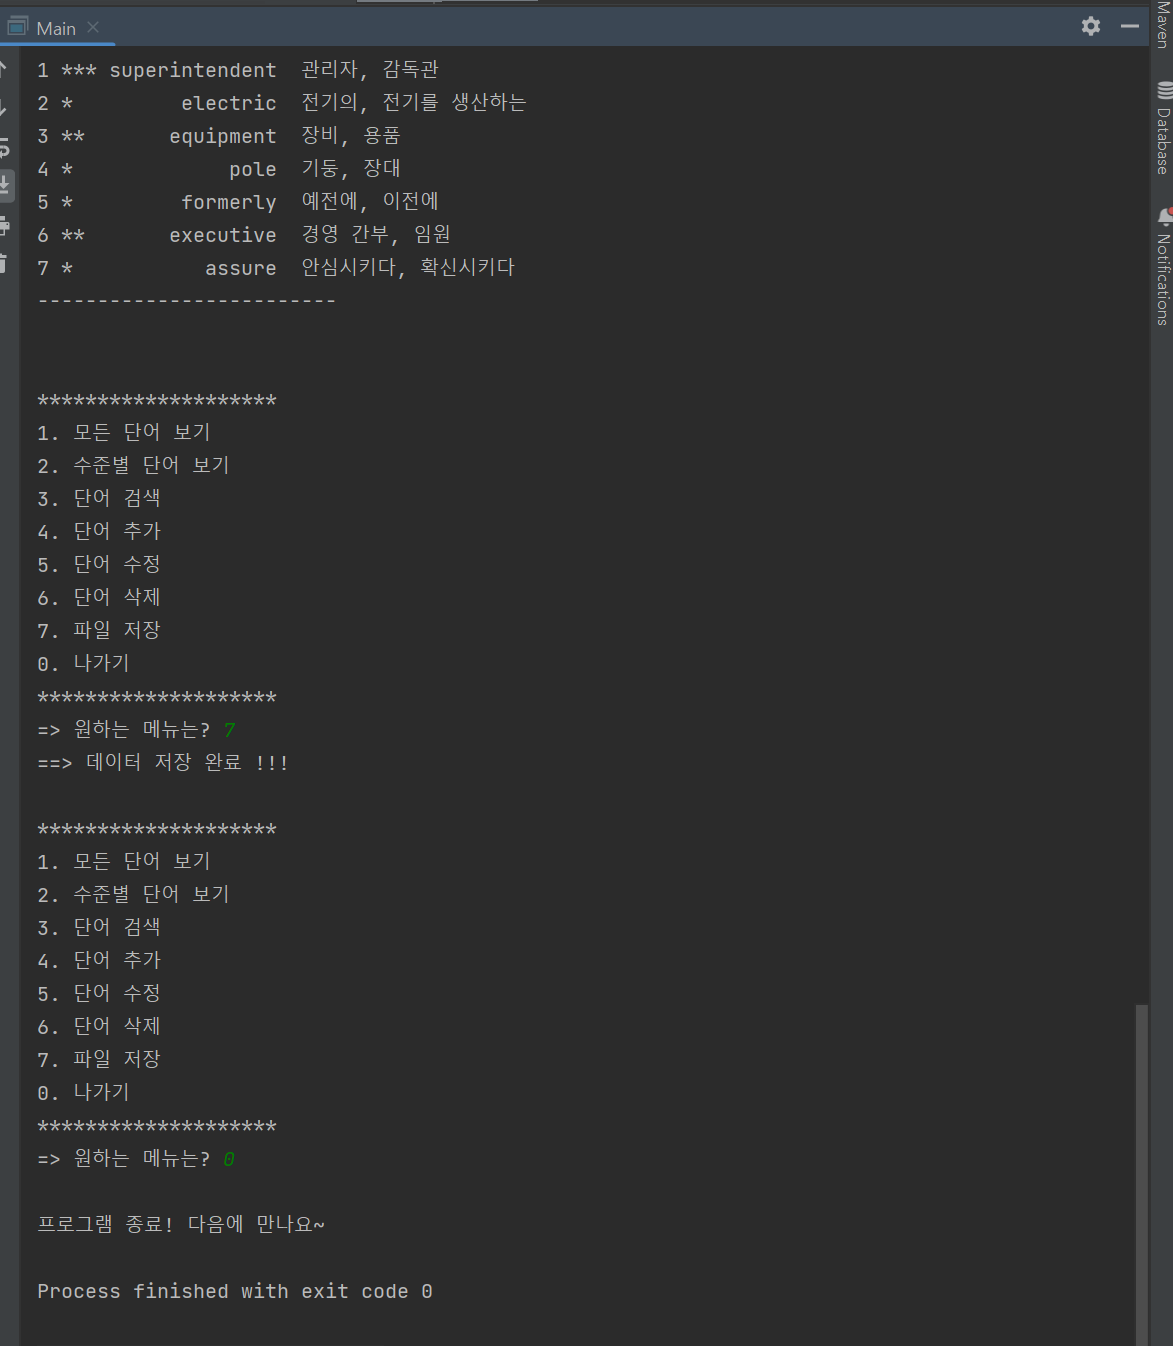 Main
1 *** superintendent  관리자, 감독관
2 *         electric  전기의, 전기를 생산하는
3 **       equipment  장비, 용품
4 *             pole  기둥, 장대
5 *         formerly  예전에, 이전에
6 **       executive  경영 간부, 임원
7 *           assure  안심시키다, 확신시키다
-------------------------
********************
1. 모든 단어 보기
2. 수준별 단어 보기
3. 단어 검색
4. 단어 추가
5. 단어 수정
6. 단어 삭제
7. 파일 저장
0. 나가기
********************
=> 원하는 메뉴는? 7
==> 데이터 저장 완료 !!!
********************
1. 모든 단어 보기
2. 수준별 단어 보기
3. 단어 검색
4. 단어 추가
5. 단어 수정
6. 단어 삭제
7. 파일 저장
0. 나가기
********************
=> 원하는 메뉴는? 0
프로그램 종료! 다음에 만나요~
Process finished with exit code 0
Maven
Database
Notifications